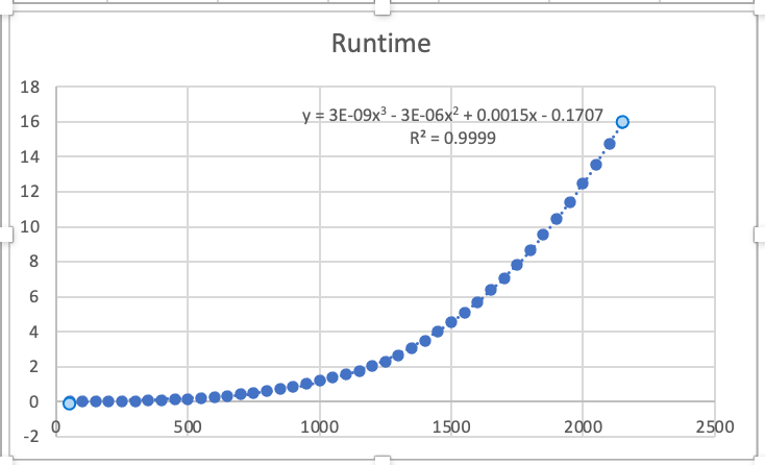 Runtime
18
16
14
12
10
8
6
4
2
0
-2
y = 3E-09x³ - 3E-06x² + 0.0015x - 0.1707
R² = 0.9999
0 500 1000 1500 2000 2500